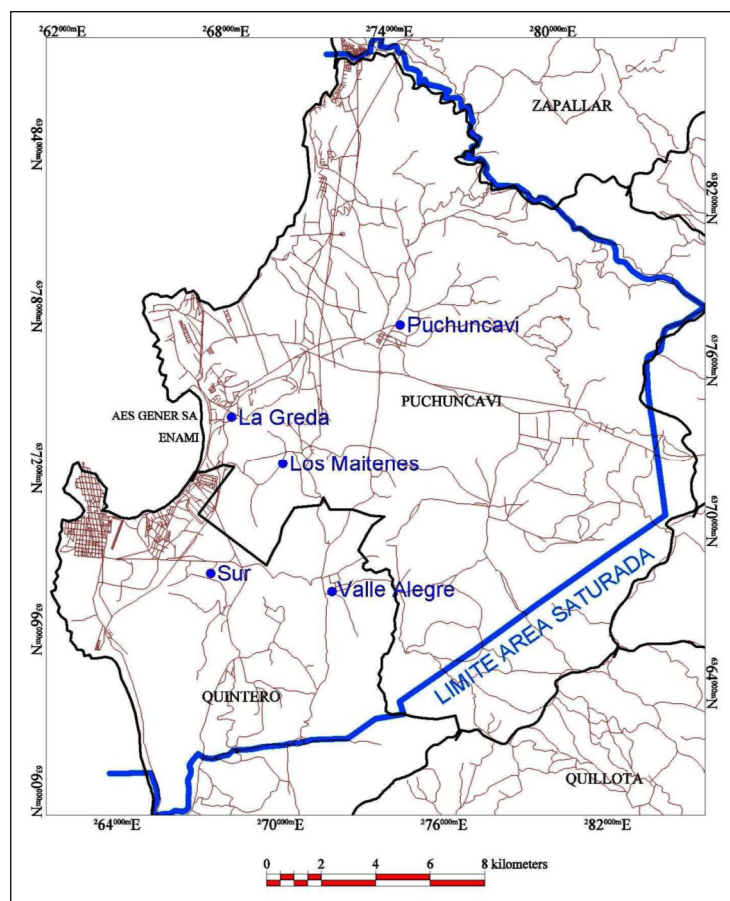 262000mE 268000mE 274000mE 280000mE
ZAPALLAR
6384000mN
6382000mN
6378000mN
Puchuncavi
6376000mN
PUCHUNCAVI
AES GENER SA
La Greda
ENAMI
6372000mN
Los Maitenes
6370000mN
Sur
Valle Alegre
LIMITE AREA SATURADA
6366000mN
6364000mN
QUINTERO
QUILLOTA
6360000mN
264000mE 270000mE 276000mE 282000mE
0 2 4 6 8 kilometers